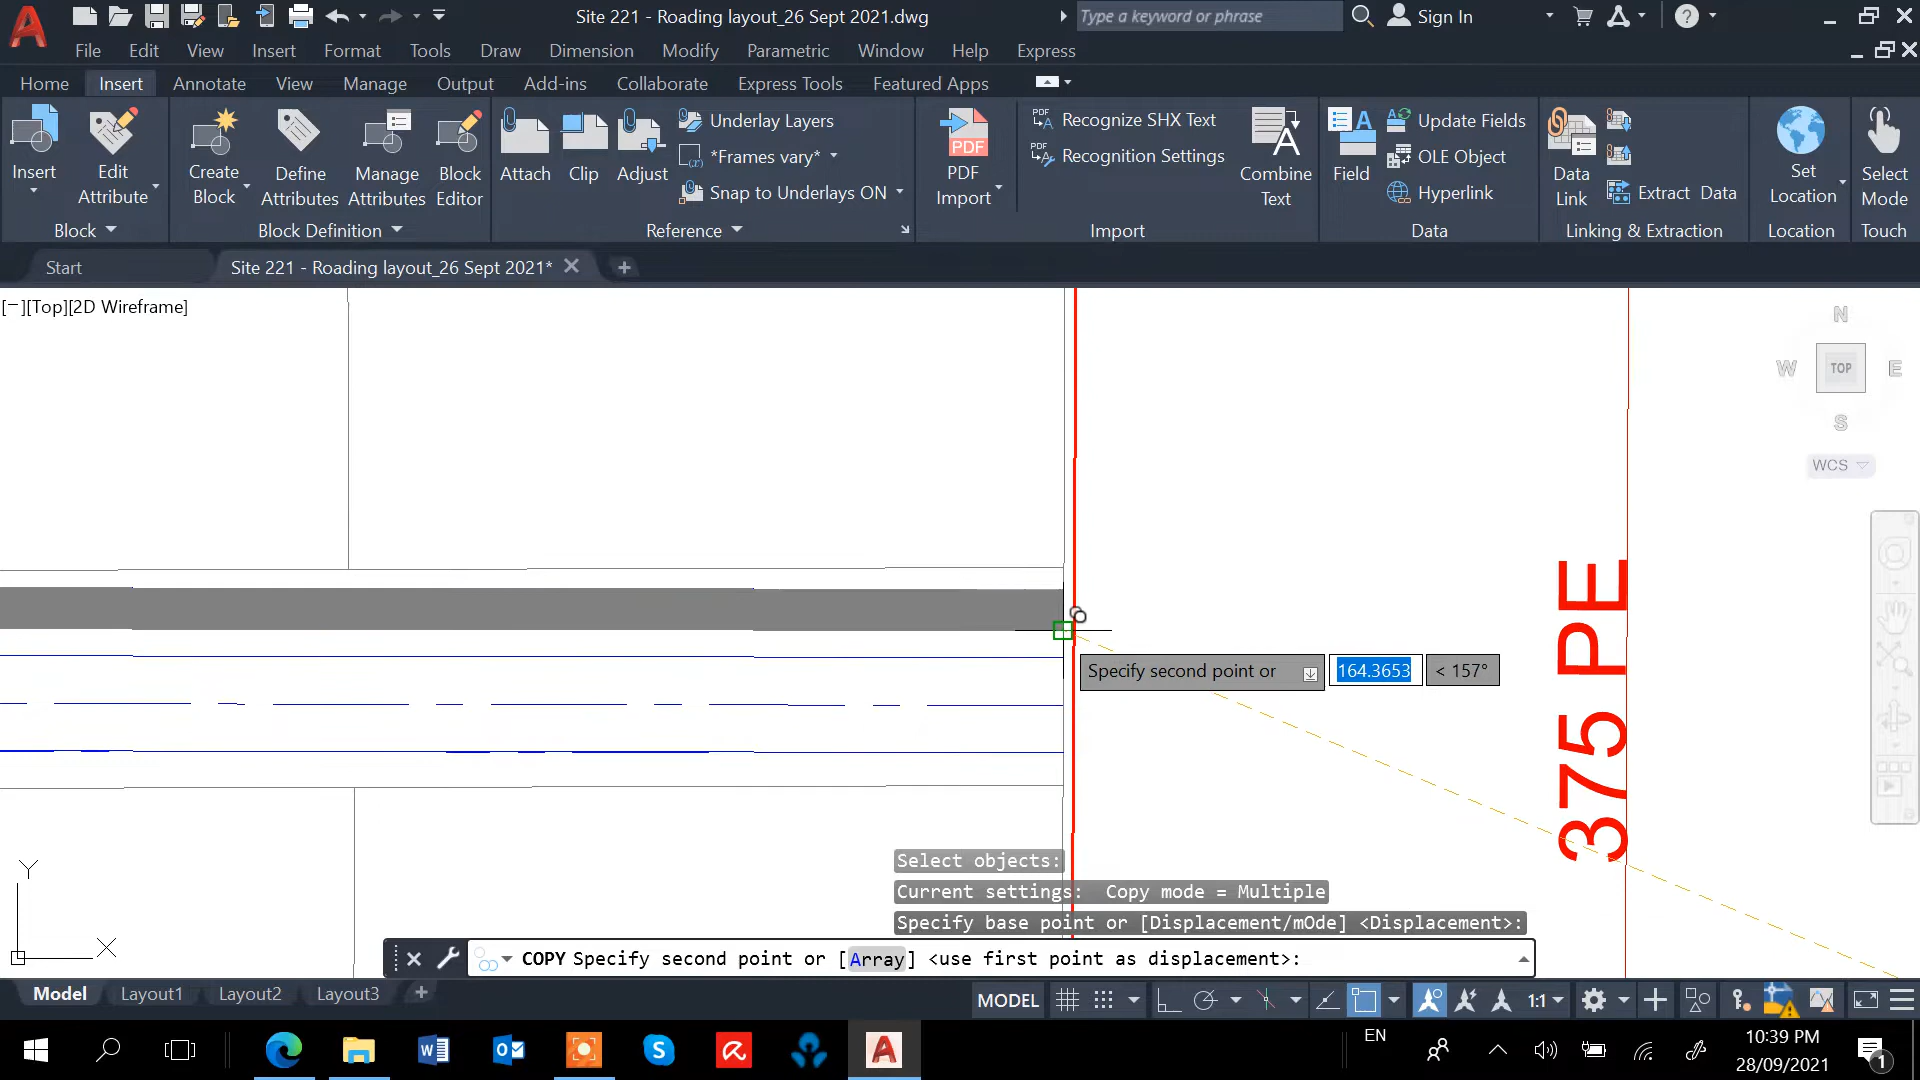 Site 221 - Roading layout_26 Sept 2021.dwg
Type a keyword or phrase
Sign In
File Edit View Insert Format Tools Draw Dimension Modify Parametric Window Help Express
Home Insert Annotate View Manage Output Add-ins Collaborate Express Tools Featured Apps
Insert
Edit Attribute
Create Block
Define Attributes
Manage Attributes
Block Editor
Attach
Clip
Adjust
Underlay Layers
*Frames vary*
Snap to Underlays ON
PDF
PDF Import
Recognize SHX Text
Recognition Settings
Combine Text
Field
Update Fields
OLE Object
Hyperlink
Data Link
Extract Data
Set Location
Select Mode
Block
Block Definition
Reference
Import
Data
Linking & Extraction
Location
Touch
Start
Site 221 - Roading layout_26 Sept 2021*
[−][Top][2D Wireframe]
N
W TOP E
S
WCS
375 PE
Specify second point or 164.3653 < 157°
Select objects:
Current settings: Copy mode = Multiple
Specify base point or [Displacement/mOde] <Displacement>:
COPY Specify second point or [Array] <use first point as displacement>:
Y
X
Model Layout1 Layout2 Layout3
MODEL
1:1
EN
10:39 PM
28/09/2021
1